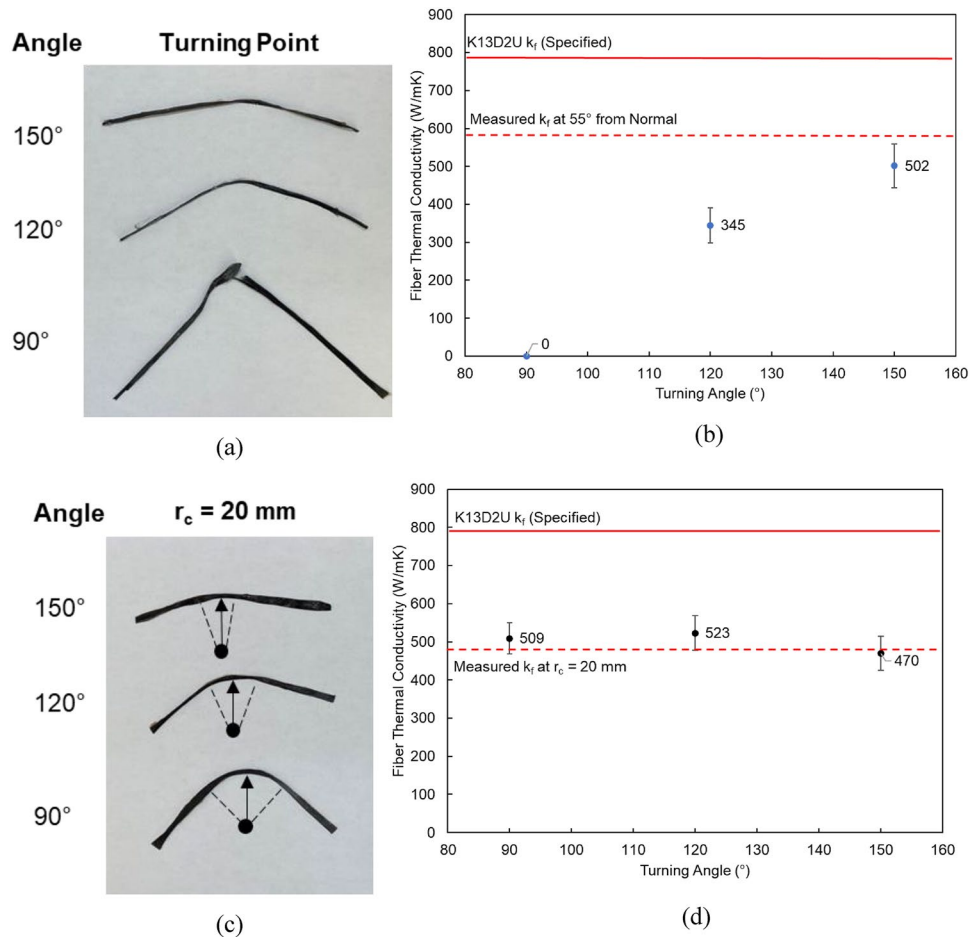 Angle Turning Point
150°
120°
90°
(a)
900
800
700
600
500
400
300
200
100
0
Fiber Thermal Conductivity (W/mK)
K13D2U kf (Specified)
Measured kf at 55° from Normal
502
345
0
80 90 100 110 120 130 140 150 160
Turning Angle (°)
(b)
Angle rc = 20 mm
150°
120°
90°
(c)
900
800
700
600
500
400
300
200
100
0
Fiber Thermal Conductivity (W/mK)
K13D2U kf (Specified)
509
523
470
Measured kf at rc = 20 mm
80 90 100 110 120 130 140 150 160
Turning Angle (°)
(d)